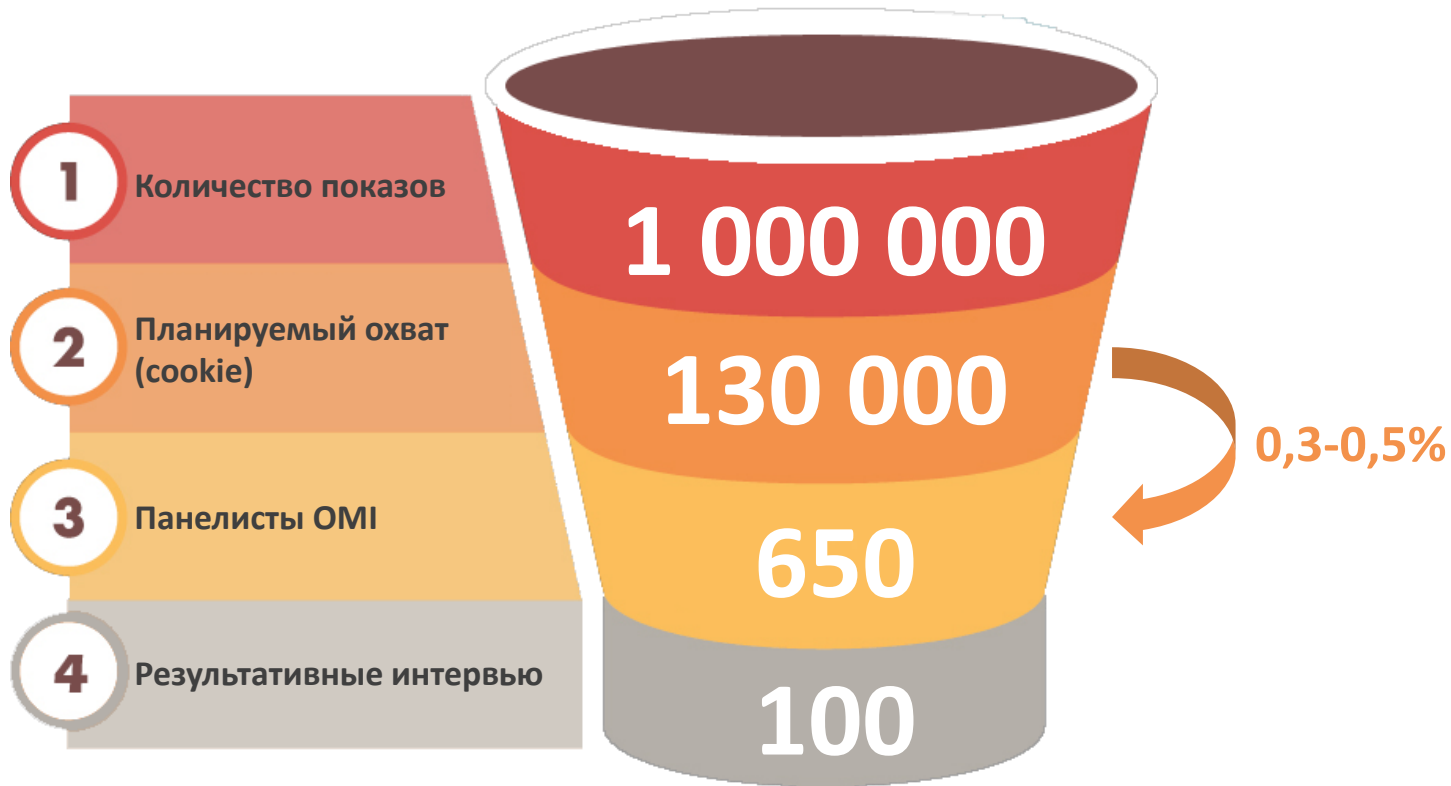 1
Количество показов
1 000 000
2
Планируемый охват
(cookie)
130 000
0,3-0,5%
3
Панелисты OMI
650
4
Результативные интервью
100